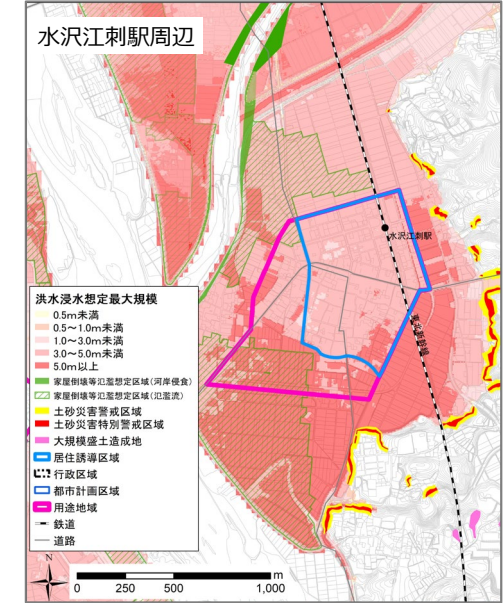 水沢江刺駅周辺
水沢江刺駅
東北新幹線
洪水浸水想定最大規模
0.5m未満
0.5～1.0m未満
1.0～3.0m未満
3.0～5.0m未満
5.0m以上
家屋倒壊等氾濫想定区域(河岸侵食)
家屋倒壊等氾濫想定区域(氾濫流)
土砂災害警戒区域
土砂災害特別警戒区域
大規模盛土造成地
居住誘導区域
行政区域
都市計画区域
用途地域
鉄道
道路
N
m
0 250 500 1,000